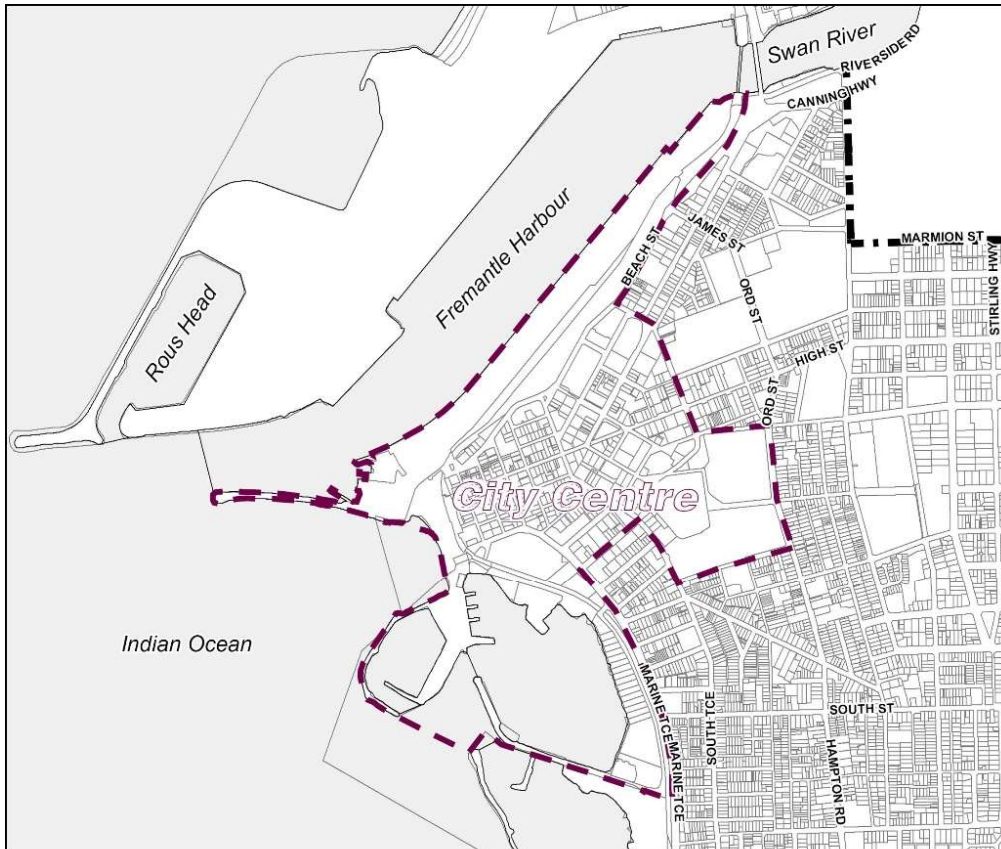 Swan River
RIVERSIDE RD
CANNING HWY
Fremantle Harbour
JAMES ST
MARMION ST
BEACH ST
STIRLING HWY
ORD ST
Rous Head
HIGH ST
ORD ST
City Centre
Indian Ocean
MARINE TCE
MARINE TCE
SOUTH TCE
SOUTH ST
HAMPTON RD